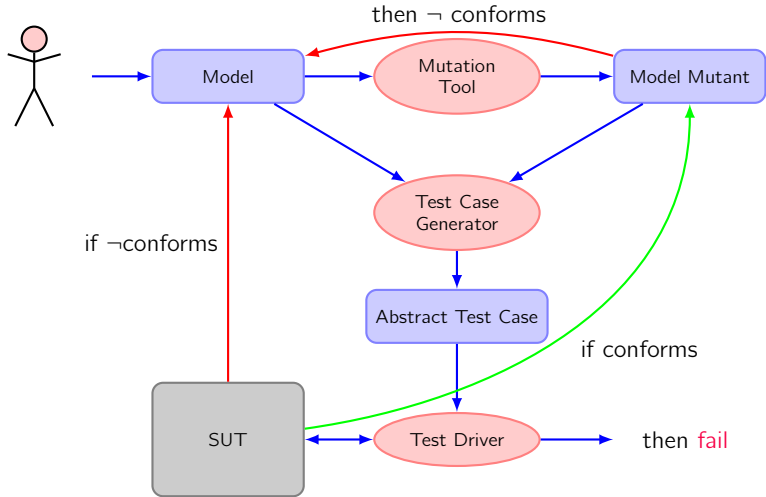 then ¬ conforms
Model
Mutation
Tool
Model Mutant
Test Case
Generator
if ¬conforms
Abstract Test Case
if conforms
SUT
Test Driver
then fail